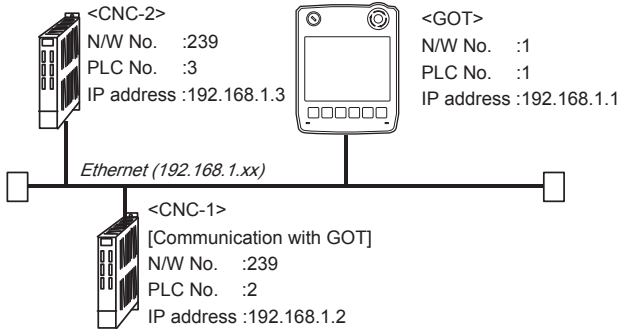 <CNC-2>
N/W No. :239
PLC No. :3
IP address :192.168.1.3
<GOT>
N/W No. :1
PLC No. :1
IP address :192.168.1.1
Ethernet (192.168.1.xx)
<CNC-1>
[Communication with GOT]
N/W No. :239
PLC No. :2
IP address :192.168.1.2